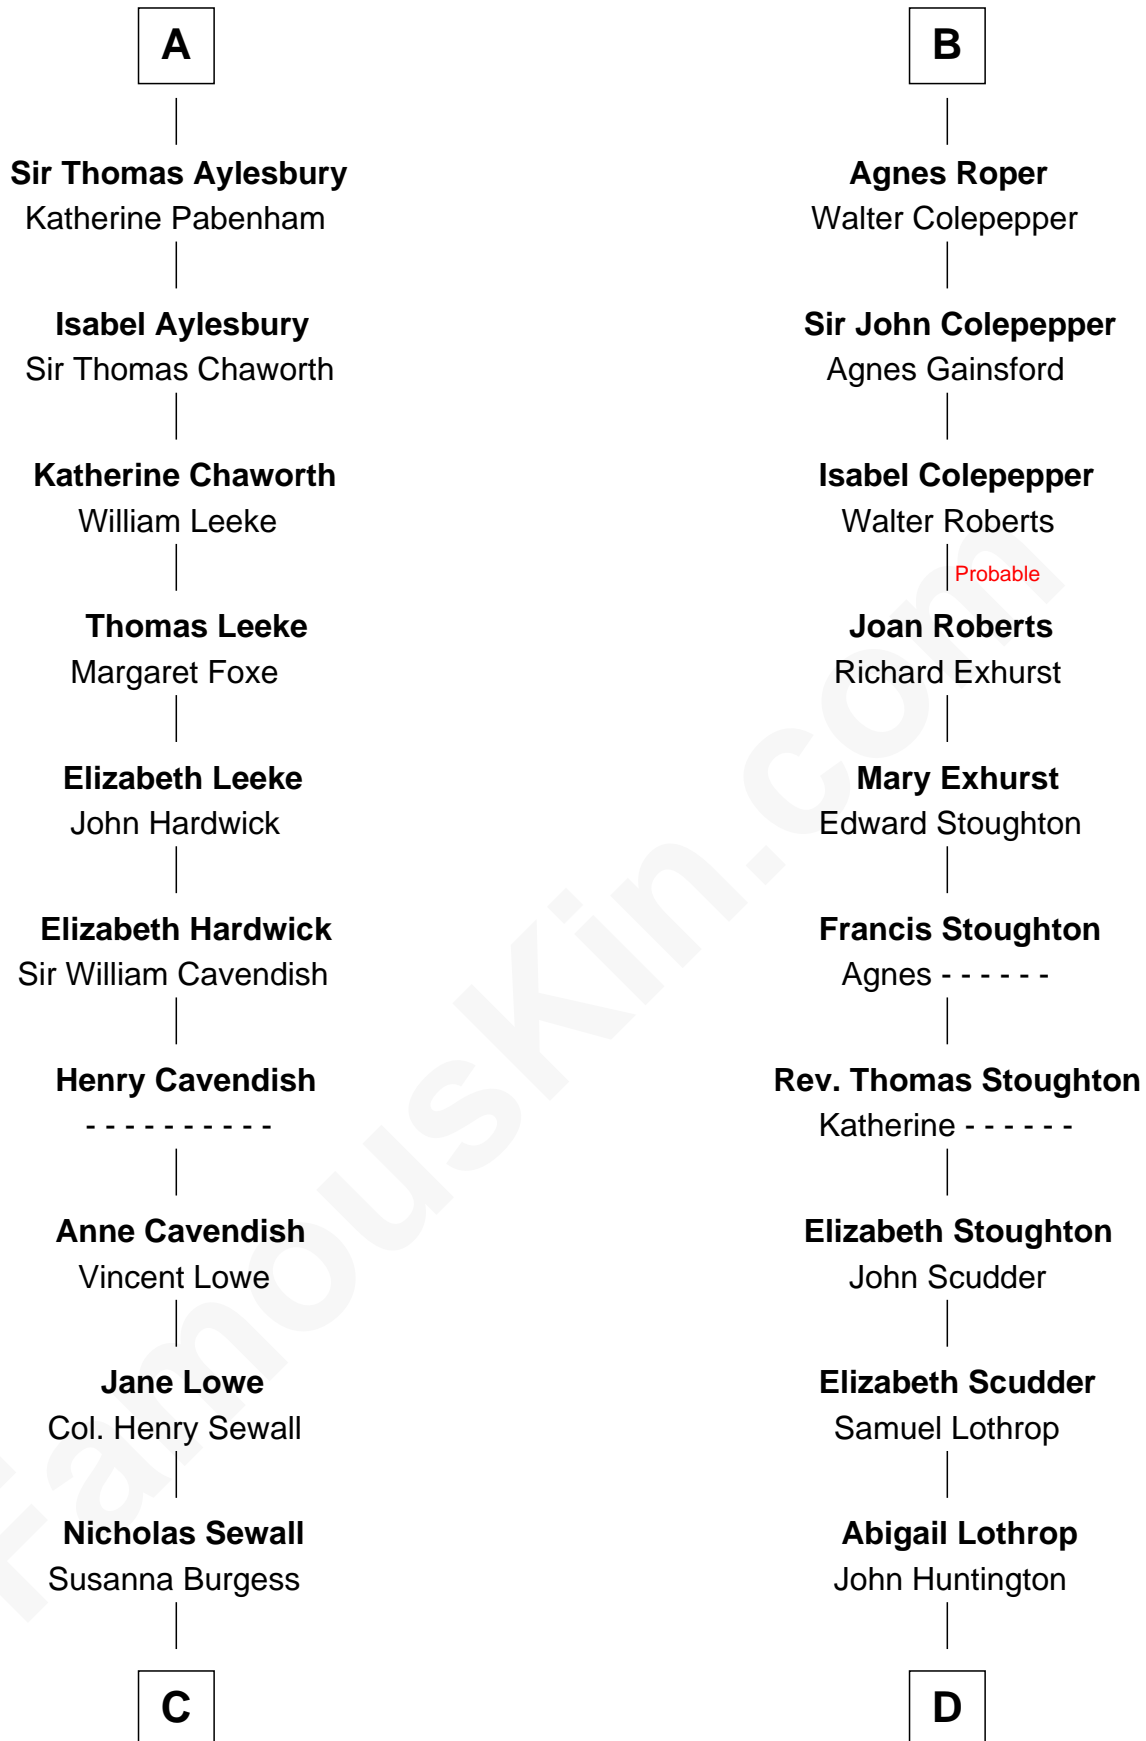 A
Sir Thomas Aylesbury
Katherine Pabenham
Isabel Aylesbury
Sir Thomas Chaworth
Katherine Chaworth
William Leeke
Thomas Leeke
Margaret Foxe
Elizabeth Leeke
John Hardwick
Elizabeth Hardwick
Sir William Cavendish
Henry Cavendish
- - - - - - - - - -
Anne Cavendish
Vincent Lowe
Jane Lowe
Col. Henry Sewall
Nicholas Sewall
Susanna Burgess
C
B
Agnes Roper
Walter Colepepper
Sir John Colepepper
Agnes Gainsford
Isabel Colepepper
Walter Roberts
Probable
Joan Roberts
Richard Exhurst
Mary Exhurst
Edward Stoughton
Francis Stoughton
Agnes - - - - - -
Rev. Thomas Stoughton
Katherine - - - - - -
Elizabeth Stoughton
John Scudder
Elizabeth Scudder
Samuel Lothrop
Abigail Lothrop
John Huntington
D
FamousKin.com